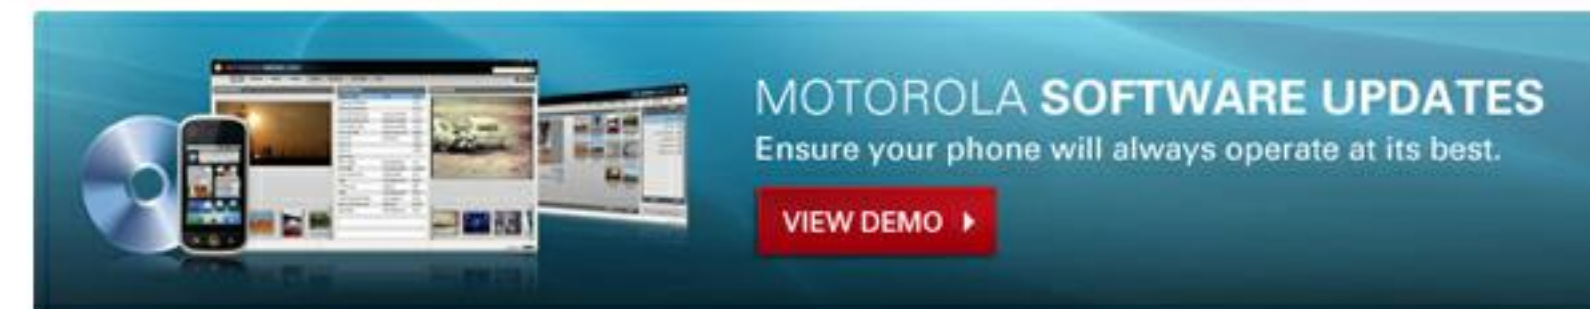 MOTOROLA SOFTWARE UPDATES
Ensure your phone will always operate at its best.
VIEW DEMO